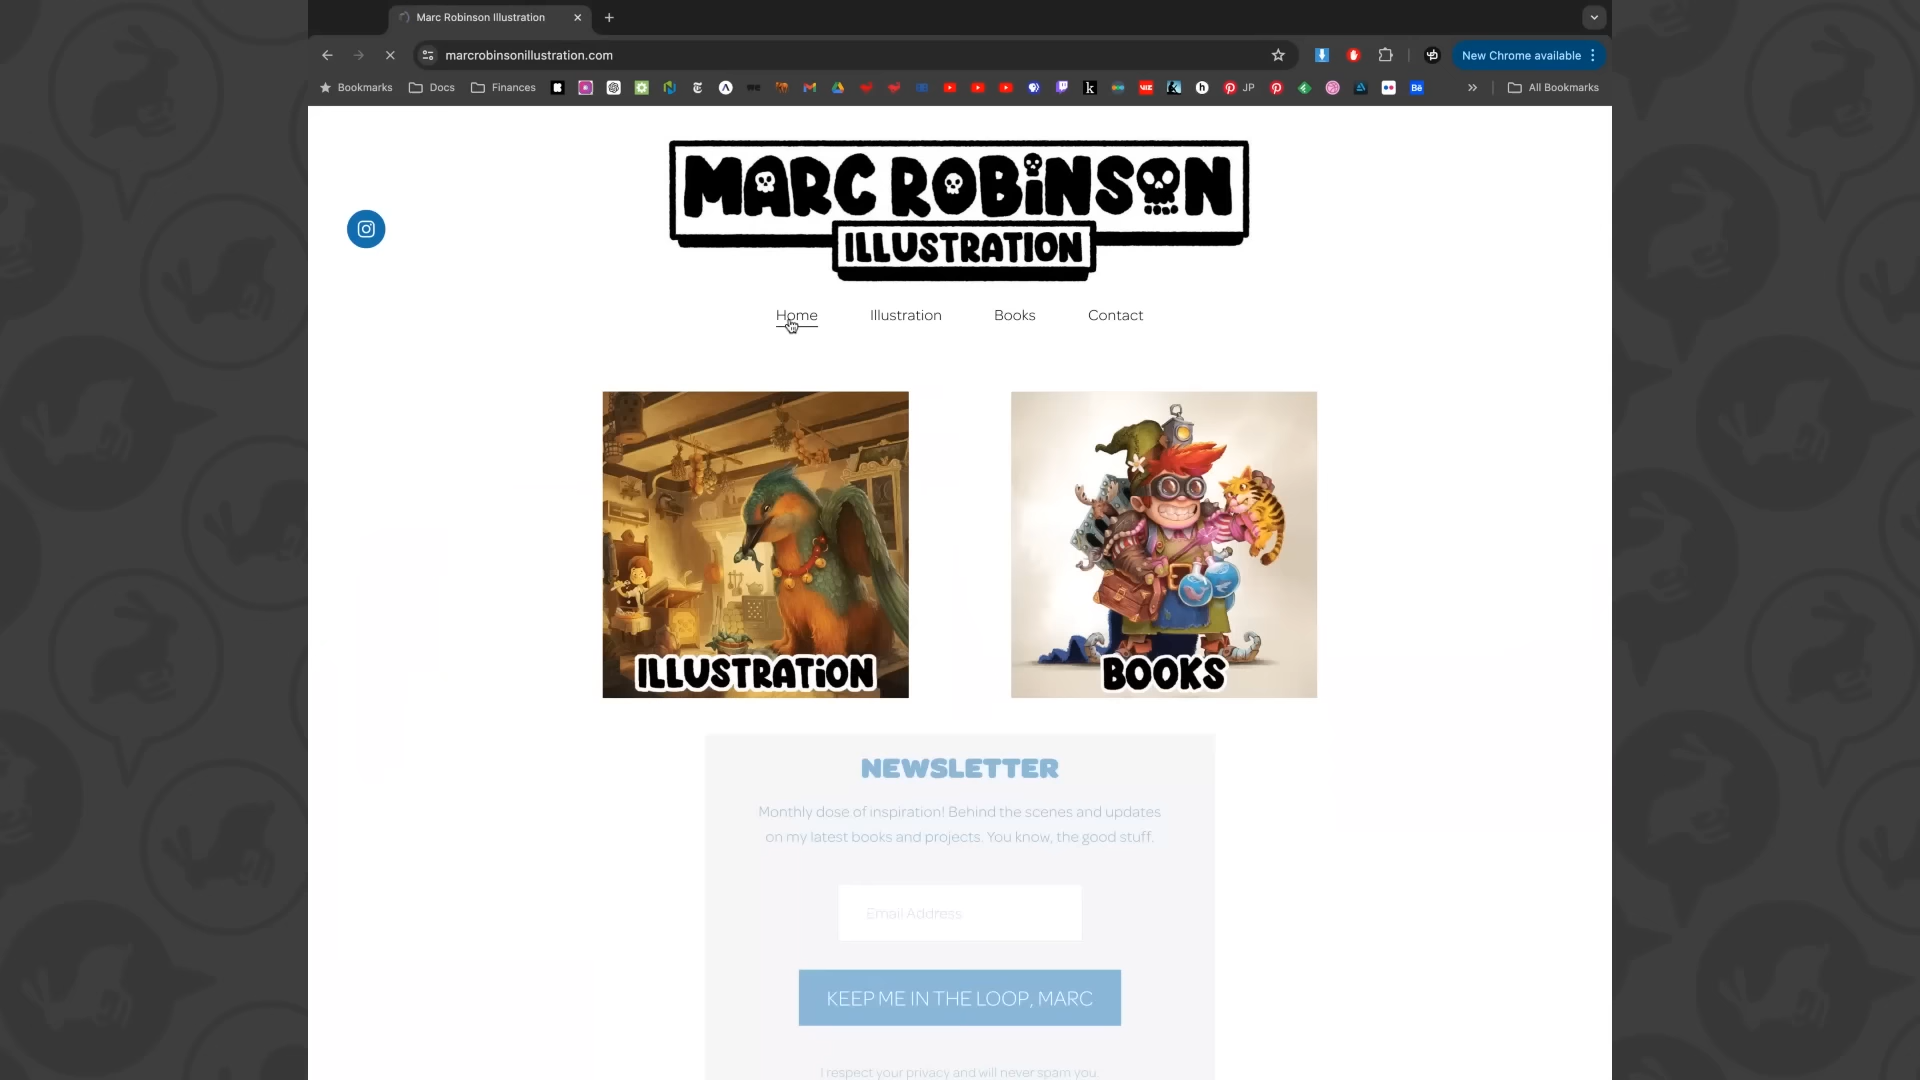 Marc Robinson Illustration
marcrobinsonillustration.com
New Chrome available
Bookmarks
Docs
Finances
JP
All Bookmarks
MARC ROBiNSON
ILLUSTRATION
Home
Illustration
Books
Contact
ILLUSTRATiON
BOOKS
NEWSLETTER
Monthly dose of inspiration! Behind the scenes and updates
on my latest books and projects. You know, the good stuff.
Email Address
KEEP ME IN THE LOOP, MARC
I respect your privacy and will never spam you.